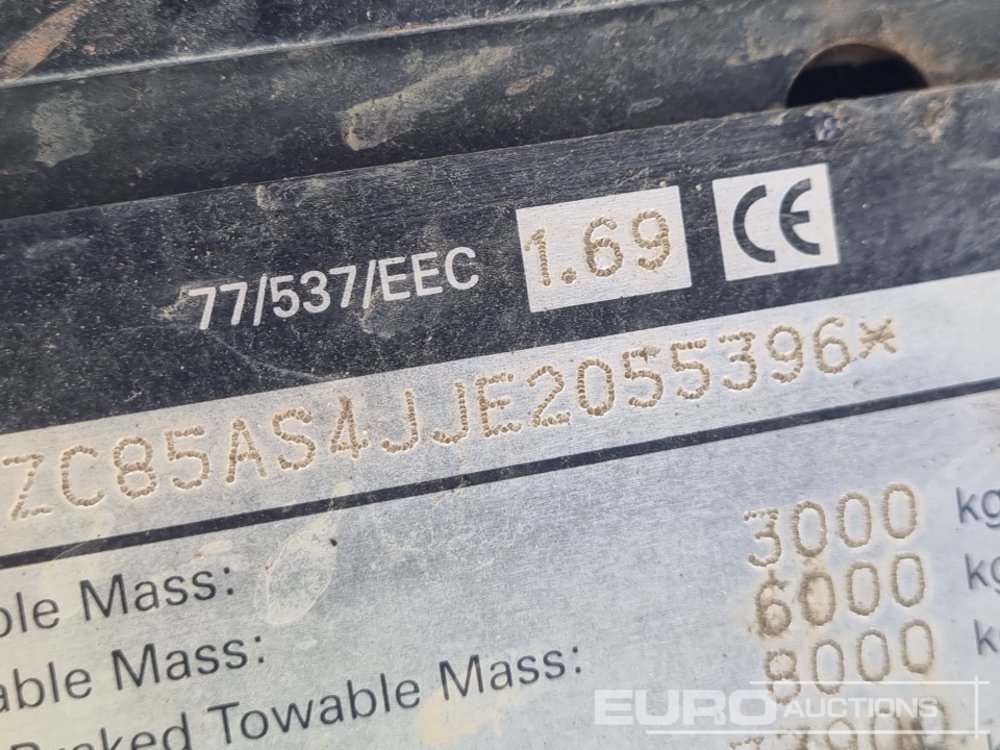 77/537/EEC 1.69 CE
ZC85AS4JJE2055396*
ble Mass: 3000 kg
able Mass: 6000 kg
Braked Towable Mass: 8000 k
EURO AUCTIONS